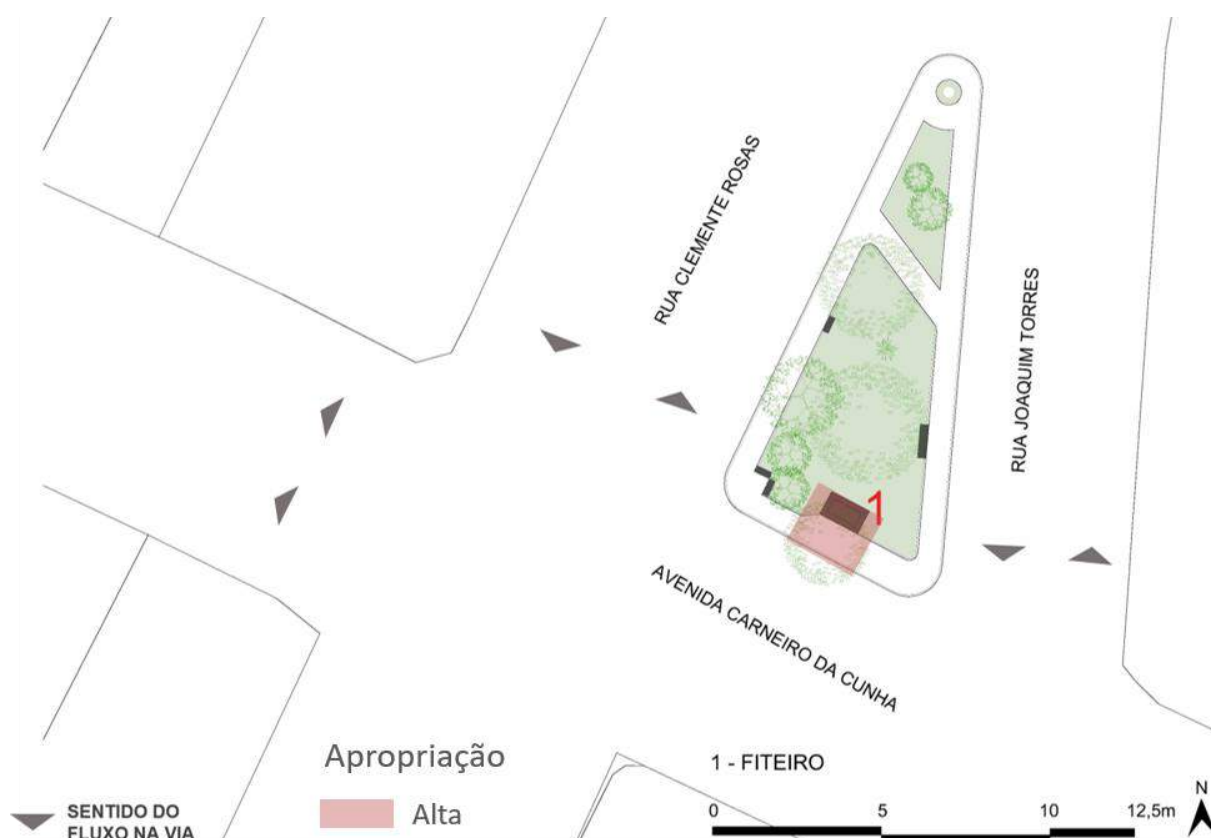 RUA CLEMENTE ROSAS
RUA JOAQUIM TORRES
1
AVENIDA CARNEIRO DA CUNHA
Apropriação
Alta
1 - FITEIRO
SENTIDO DO
FLUXO NA VIA
0 5 10 12,5m
N